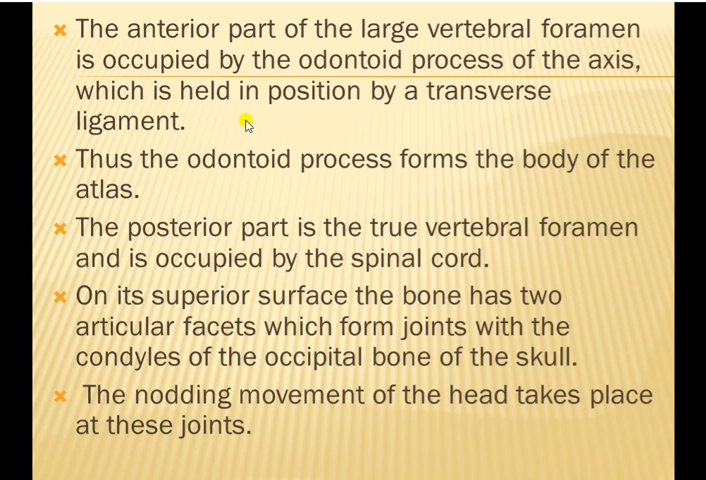 The anterior part of the large vertebral foramen
is occupied by the odontoid process of the axis,
which is held in position by a transverse
ligament.
Thus the odontoid process forms the body of the
atlas.
The posterior part is the true vertebral foramen
and is occupied by the spinal cord.
On its superior surface the bone has two
articular facets which form joints with the
condyles of the occipital bone of the skull.
The nodding movement of the head takes place
at these joints.